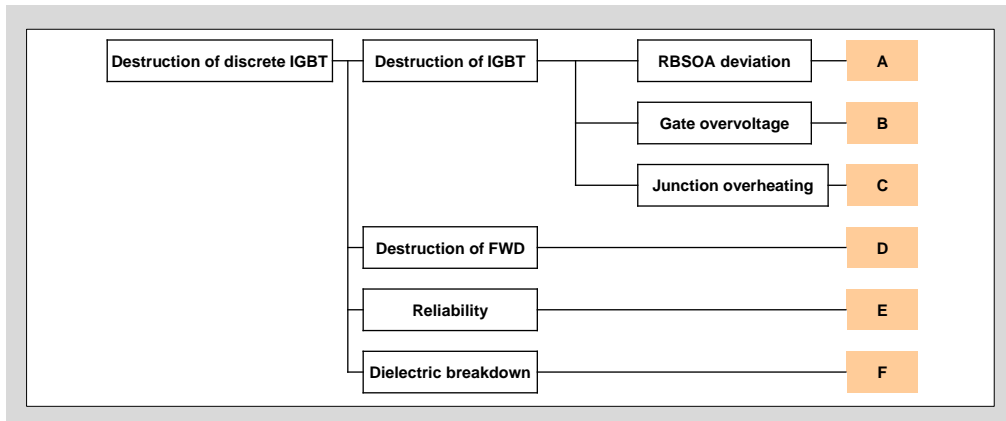 Destruction of discrete IGBT
Destruction of IGBT
RBSOA deviation
A
Gate overvoltage
B
Junction overheating
C
Destruction of FWD
D
Reliability
E
Dielectric breakdown
F